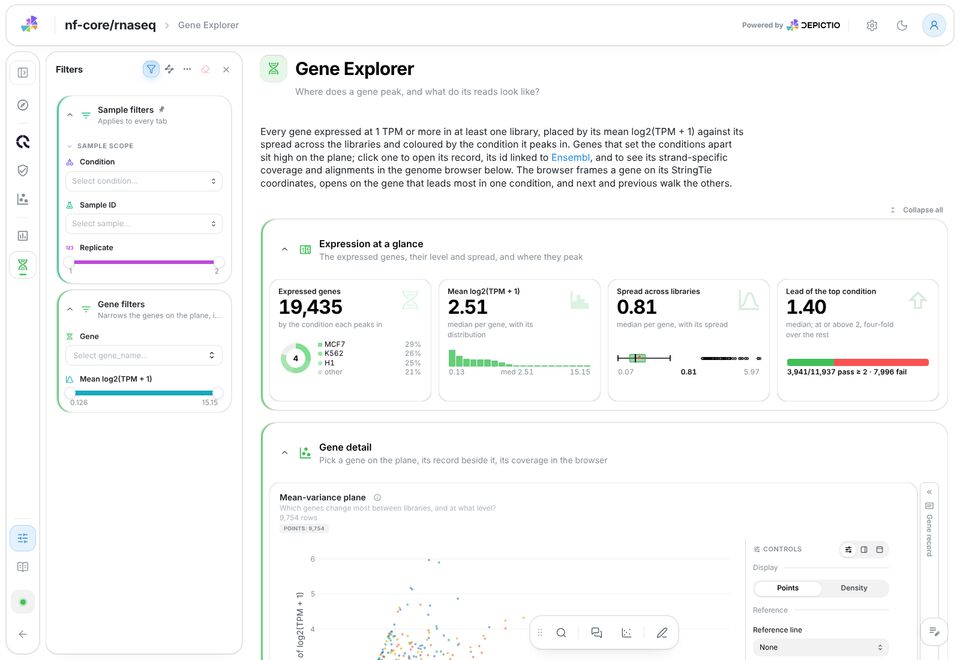 nf-core/rnaseq
Gene Explorer
Powered by
DEPICTIO
Filters
Sample filters
Applies to every tab
SAMPLE SCOPE
Condition
Select condition...
Sample ID
Select sample...
123 Replicate
1 2
Gene filters
Narrows the genes on the plane, i...
Gene
Select gene_name...
Mean log2(TPM + 1)
0.126 15.15
Gene Explorer
Where does a gene peak, and what do its reads look like?
Every gene expressed at 1 TPM or more in at least one library, placed by its mean log2(TPM + 1) against its
spread across the libraries and coloured by the condition it peaks in. Genes that set the conditions apart
sit high on the plane; click one to open its record, its id linked to Ensembl, and to see its strand-specific
coverage and alignments in the genome browser below. The browser frames a gene on its StringTie
coordinates, opens on the gene that leads most in one condition, and next and previous walk the others.
Collapse all
Expression at a glance
The expressed genes, their level and spread, and where they peak
Expressed genes
19,435
by the condition each peaks in
4
MCF7 29%
K562 26%
H1 25%
other 21%
Mean log2(TPM + 1)
2.51
median per gene, with its
distribution
0.13 med 2.51 15.15
Spread across libraries
0.81
median per gene, with its spread
0.07 0.81 5.97
Lead of the top condition
1.40
median; at or above 2, four-fold
over the rest
3,941/11,937 pass ≥ 2 · 7,996 fail
Gene detail
Pick a gene on the plane, its record beside it, its coverage in the browser
Mean-variance plane
Which genes change most between libraries, and at what level?
9,754 rows
POINTS: 9,754
6
5
4
of log2(TPM + 1)
CONTROLS
Display
Points Density
Reference
Reference line
None
Gene record